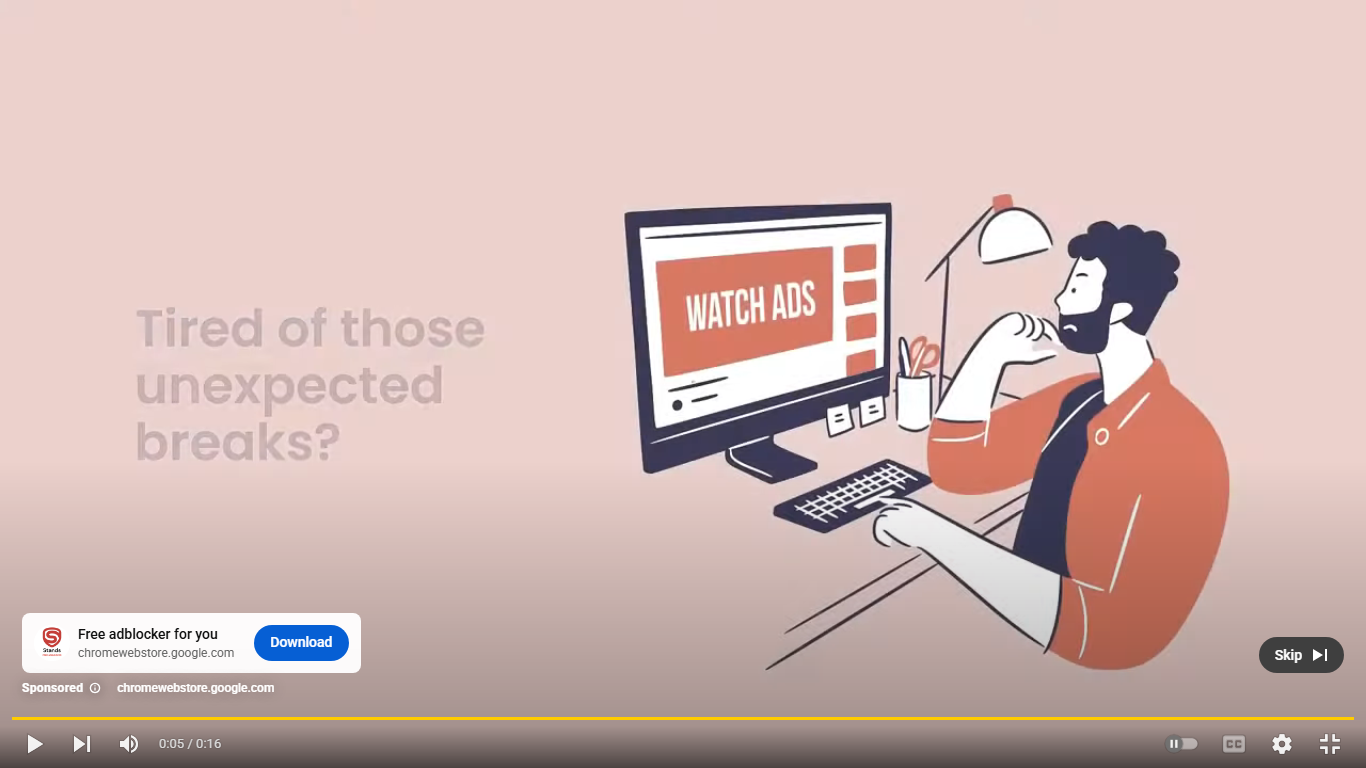 WATCH ADS
Tired of those
unexpected
breaks?
Stands
Free adblocker for you
chromewebstore.google.com
Download
Skip
Sponsored
chromewebstore.google.com
0:05 / 0:16
CC